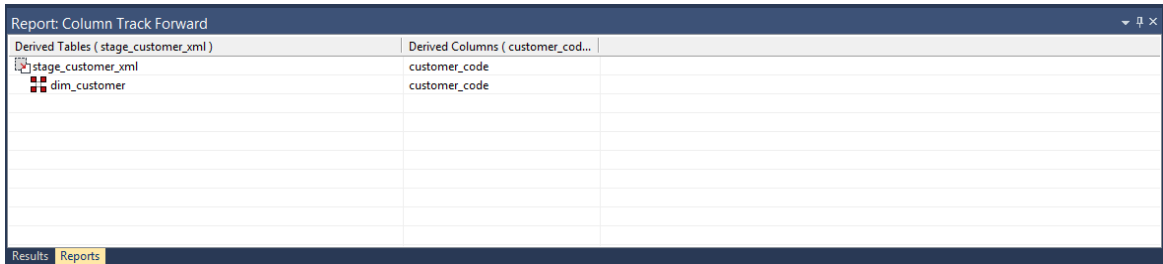 Report: Column Track Forward
Derived Tables ( stage_customer_xml ) Derived Columns ( customer_cod...
stage_customer_xml customer_code
dim_customer customer_code
Results Reports